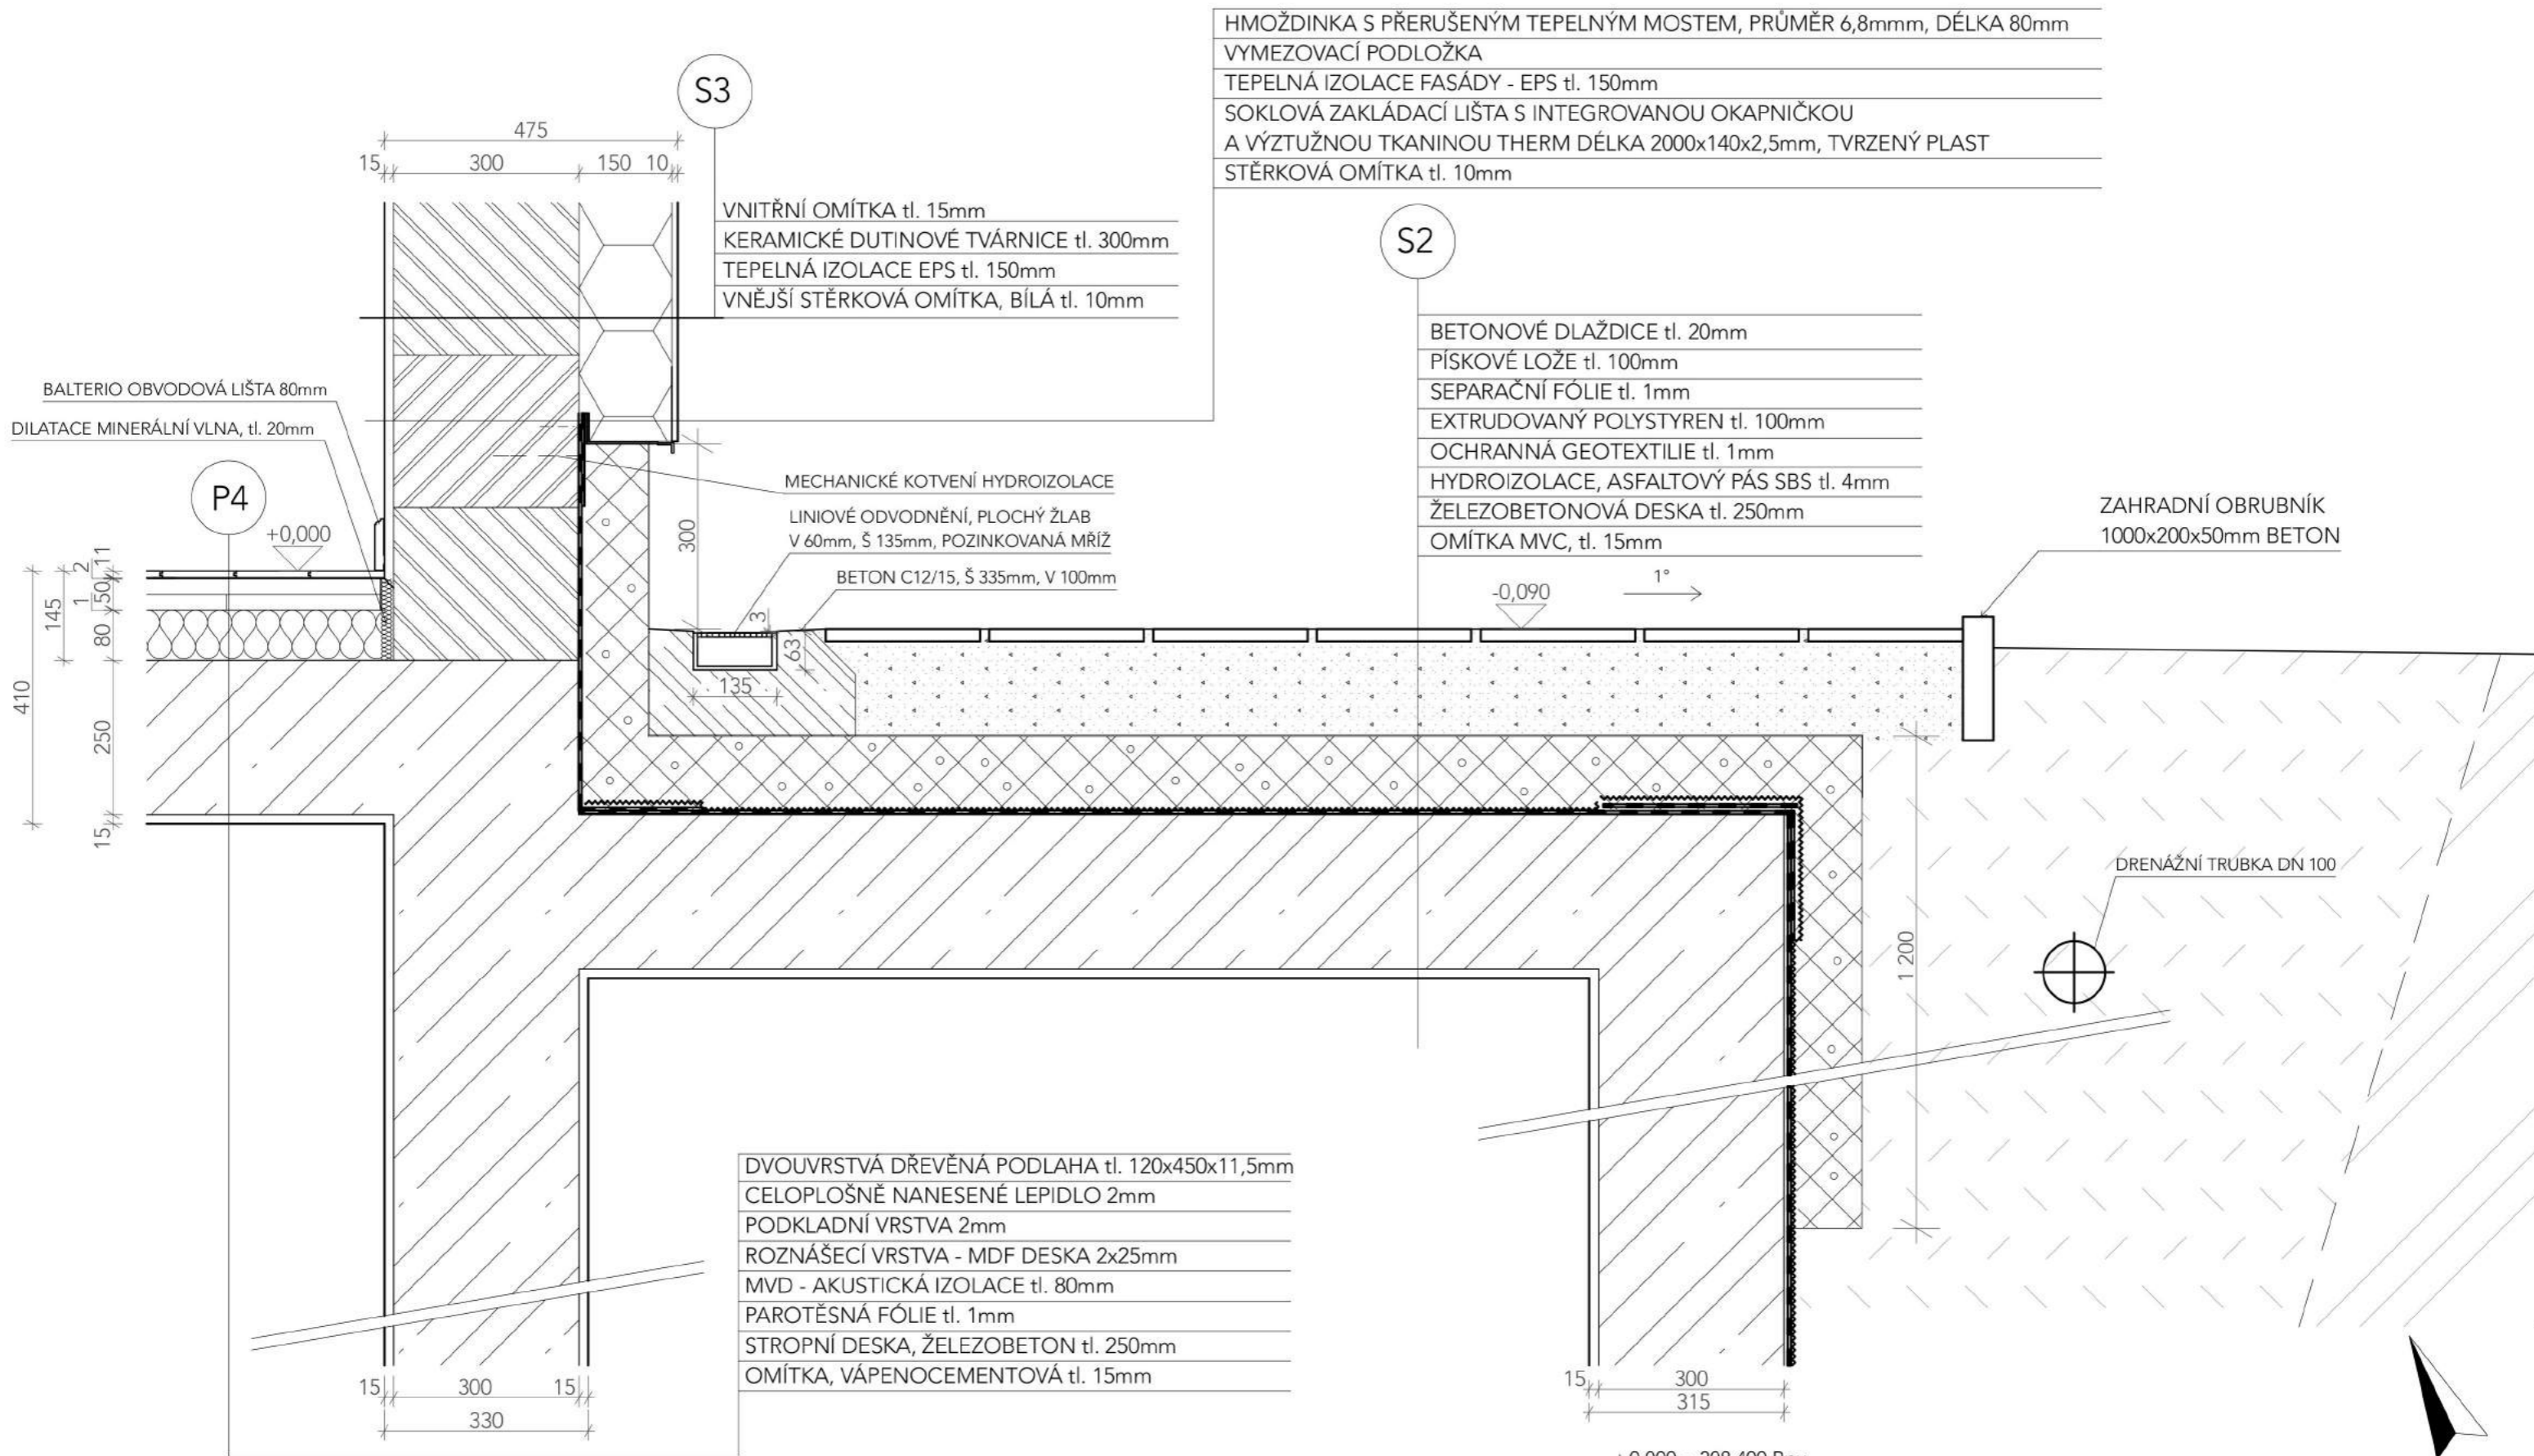 HMOŽDINKA S PŘERUŠENÝM TEPELNÝM MOSTEM, PRŮMĚR 6,8mmm, DÉLKA 80mm
VYMEZOVACÍ PODLOŽKA
TEPELNÁ IZOLACE FASÁDY - EPS tl. 150mm
SOKLOVÁ ZAKLÁDACÍ LIŠTA S INTEGROVANOU OKAPNIČKOU
A VÝZTUŽNOU TKANINOU THERM DÉLKA 2000x140x2,5mm, TVRZENÝ PLAST
STĚRKOVÁ OMÍTKA tl. 10mm
S3
475
15 300 150 10
VNITŘNÍ OMÍTKA tl. 15mm
KERAMICKÉ DUTINOVÉ TVÁRNICE tl. 300mm
TEPELNÁ IZOLACE EPS tl. 150mm
VNĚJŠÍ STĚRKOVÁ OMÍTKA, BÍLÁ tl. 10mm
S2
BETONOVÉ DLAŽDICE tl. 20mm
PÍSKOVÉ LOŽE tl. 100mm
SEPARAČNÍ FÓLIE tl. 1mm
EXTRUDOVANÝ POLYSTYREN tl. 100mm
OCHRANNÁ GEOTEXTILIE tl. 1mm
HYDROIZOLACE, ASFALTOVÝ PÁS SBS tl. 4mm
ŽELEZOBETONOVÁ DESKA tl. 250mm
OMÍTKA MVC, tl. 15mm
BALTERIO OBVODOVÁ LIŠTA 80mm
DILATACE MINERÁLNÍ VLNA, tl. 20mm
P4
+0,000
MECHANICKÉ KOTVENÍ HYDROIZOLACE
LINIOVÉ ODVODNĚNÍ, PLOCHÝ ŽLAB
V 60mm, Š 135mm, POZINKOVANÁ MŘÍŽ
BETON C12/15, Š 335mm, V 100mm
300
3
63
135
-0,090
1°
ZAHRADNÍ OBRUBNÍK
1000x200x50mm BETON
2 11
1 50
145
80
410
250
15
DRENÁŽNÍ TRUBKA DN 100
1 200
DVOUVRSTVÁ DŘEVĚNÁ PODLAHA tl. 120x450x11,5mm
CELOPLOŠNĚ NANESENÉ LEPIDLO 2mm
PODKLADNÍ VRSTVA 2mm
ROZNÁŠECÍ VRSTVA - MDF DESKA 2x25mm
MVD - AKUSTICKÁ IZOLACE tl. 80mm
PAROTĚSNÁ FÓLIE tl. 1mm
STROPNÍ DESKA, ŽELEZOBETON tl. 250mm
OMÍTKA, VÁPENOCEMENTOVÁ tl. 15mm
15 300 15
330
15 300
315